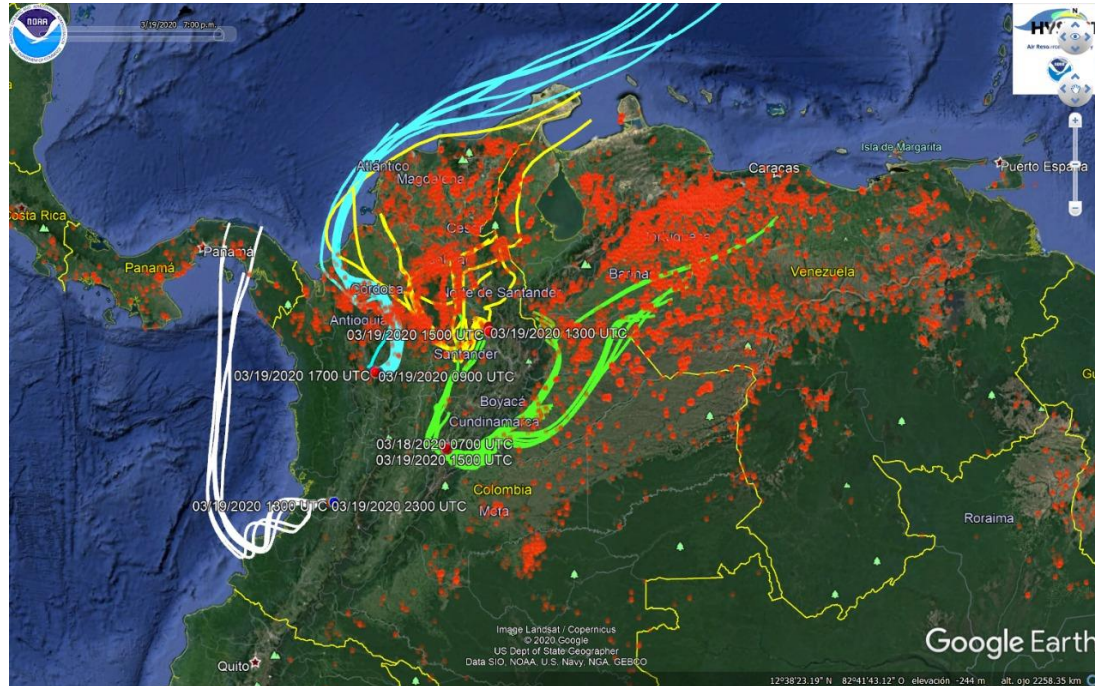 NOAA
3/19/2020 7:00 p.m.
N
Air Resources
Atlántico
Magdalena
Isla de Margarita
Caracas
Puerto España
Costa Rica
Panamá
Panamá
Cesar
Barina
Venezuela
Córdoba
Norte de Santande
Antioquia
03/19/2020 1500 UTC
03/19/2020 1300 UTC
Santander
03/19/2020 1700 UTC
03/19/2020 0900 UTC
Boyacá
Cundinamarca
03/18/2020 0700 UTC
03/19/2020 1500 UTC
Colombia
03/19/2020 1300 UTC
03/19/2020 2300 UTC
Meta
Roraima
Gu
Image Landsat / Copernicus
© 2020 Google
US Dept of State Geographer
Data SIO, NOAA, U.S. Navy, NGA, GEBCO
Google Earth
Quito
12°38'23.19" N 82°41'43.12" O elevación -244 m alt. ojo 2258.35 km